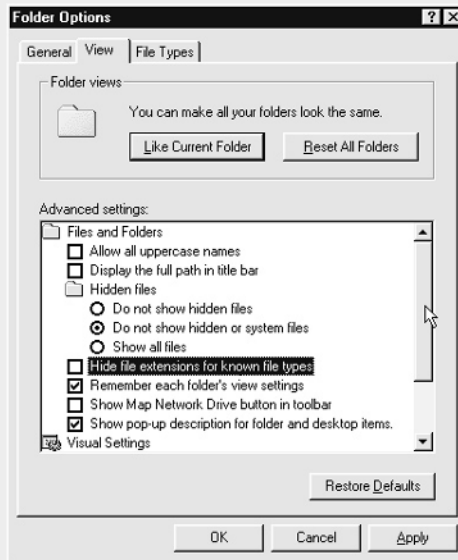 Folder Options
General View File Types
Folder views
You can make all your folders look the same.
Like Current Folder Reset All Folders
Advanced settings:
Files and Folders
Allow all uppercase names
Display the full path in title bar
Hidden files
Do not show hidden files
Do not show hidden or system files
Show all files
Hide file extensions for known file types
Remember each folder's view settings
Show Map Network Drive button in toolbar
Show pop-up description for folder and desktop items.
Visual Settings
Restore Defaults
OK Cancel Apply